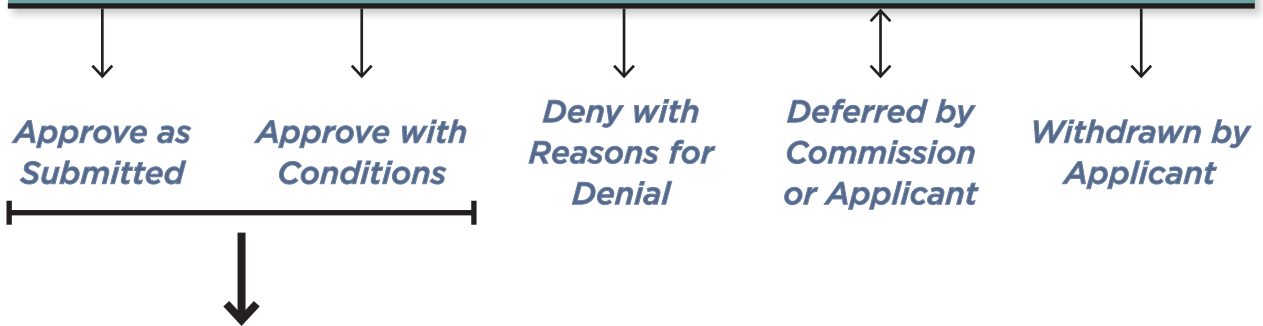 Approve as
Submitted
Approve with
Conditions
Deny with
Reasons for
Denial
Deferred by
Commission
or Applicant
Withdrawn by
Applicant